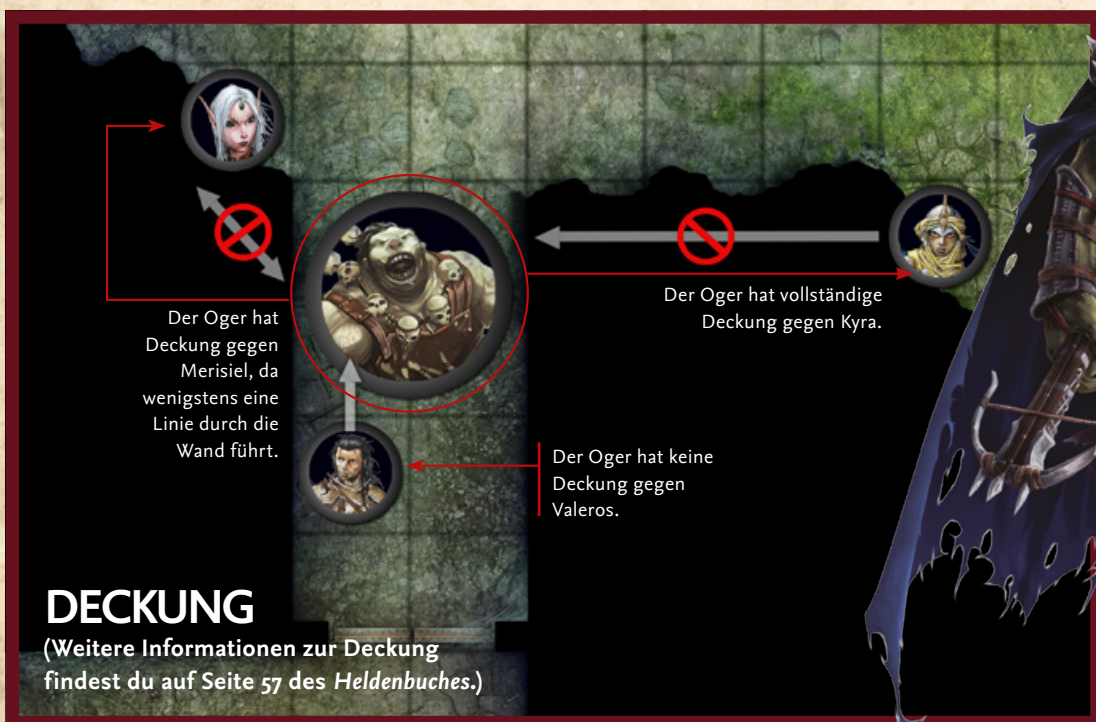 Der Oger hat
Deckung gegen
Merisiel, da
wenigstens eine
Linie durch die
Wand führt.
Der Oger hat vollständige
Deckung gegen Kyra.
Der Oger hat keine
Deckung gegen
Valeros.
DECKUNG
(Weitere Informationen zur Deckung
findest du auf Seite 57 des Heldenbuches.)